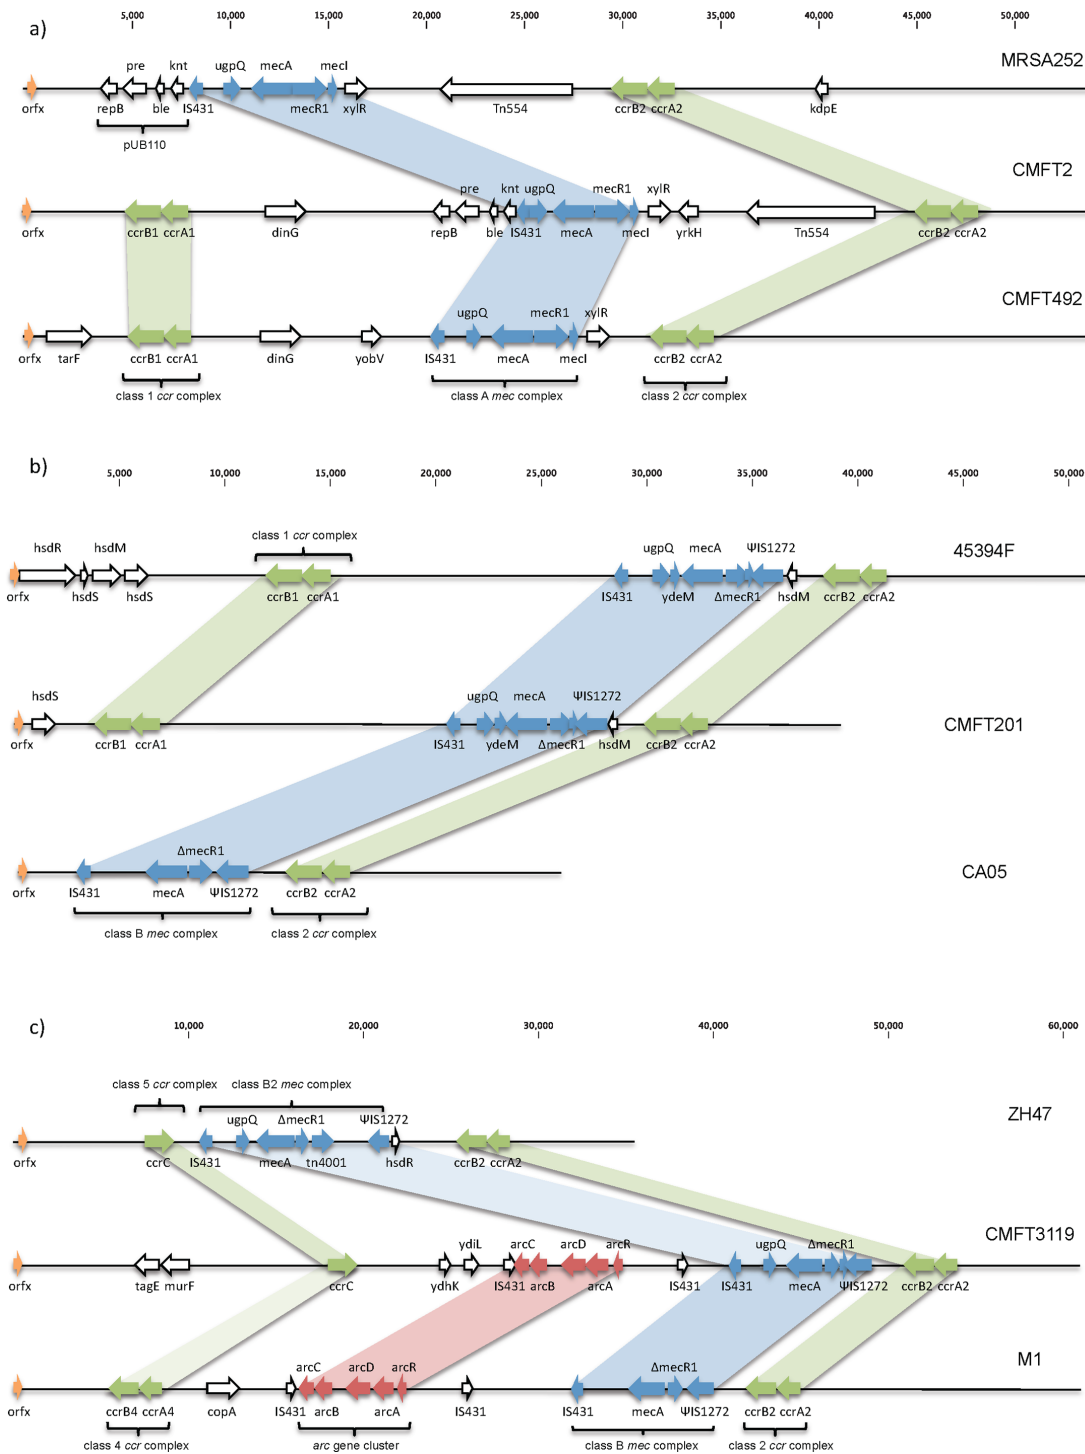 a)
5,000 10,000 15,000 20,000 25,000 30,000 35,000 40,000 45,000 50,000
MRSA252
pre knt ugpQ mecA mecI
orfx repB ble IS431 mecR1 xylR Tn554 ccrB2 ccrA2 kdpE
pUB110
CMFT2
pre knt ugpQ mecR1 xylR
orfx ccrB1 ccrA1 dinG repB ble IS431 mecA mecI yrkH Tn554 ccrB2 ccrA2
CMFT492
ugpQ mecR1 xylR
orfx tarF ccrB1 ccrA1 dinG yobV IS431 mecA mecI ccrB2 ccrA2
class 1 ccr complex class A mec complex class 2 ccr complex
b)
5,000 10,000 15,000 20,000 25,000 30,000 35,000 40,000 45,000 50,000
class 1 ccr complex
45394F
hsdR hsdM ugpQ mecA ΨIS1272
orfx hsdS hsdS ccrB1 ccrA1 IS431 ydeM ΔmecR1 hsdM ccrB2 ccrA2
CMFT201
hsdS ugpQ mecA ΨIS1272
orfx ccrB1 ccrA1 IS431 ydeM ΔmecR1 hsdM ccrB2 ccrA2
CA05
ΔmecR1
orfx IS431 mecA ΨIS1272 ccrB2 ccrA2
class B mec complex class 2 ccr complex
c)
10,000 20,000 30,000 40,000 50,000 60,000
class 5 ccr complex class B2 mec complex
ZH47
ugpQ ΔmecR1 ΨIS1272
orfx ccrC IS431 mecA tn4001 hsdR ccrB2 ccrA2
CMFT3119
ydiL arcC arcD arcR ugpQ ΔmecR1
orfx tagE murF ccrC ydhK IS431 arcB arcA IS431 IS431 mecA ΨIS1272 ccrB2 ccrA2
M1
arcC arcD arcR ΔmecR1
orfx ccrB4 ccrA4 copA IS431 arcB arcA IS431 IS431 mecA ΨIS1272 ccrB2 ccrA2
class 4 ccr complex arc gene cluster class B mec complex class 2 ccr complex